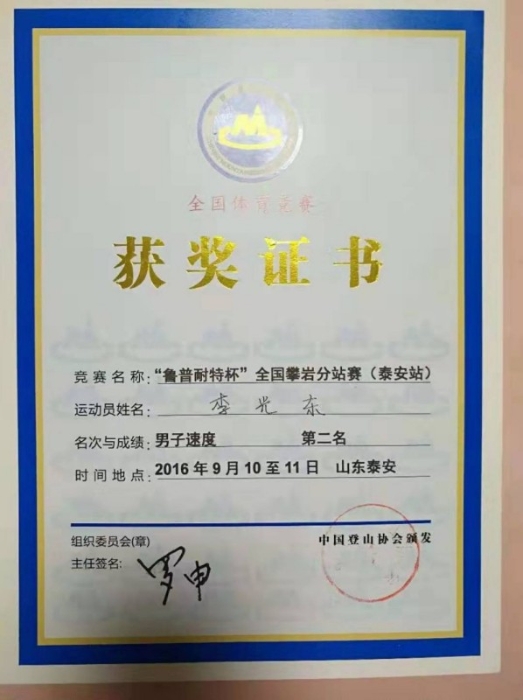 全国体育竞赛
获奖证书
竞赛名称：“鲁普耐特杯”全国攀岩分站赛（泰安站）
运动员姓名：李光东
名次与成绩：男子速度 第二名
时间地点：2016年9月10至11日 山东泰安
组织委员会(章) 中国登山协会颁发
主任签名：罗申